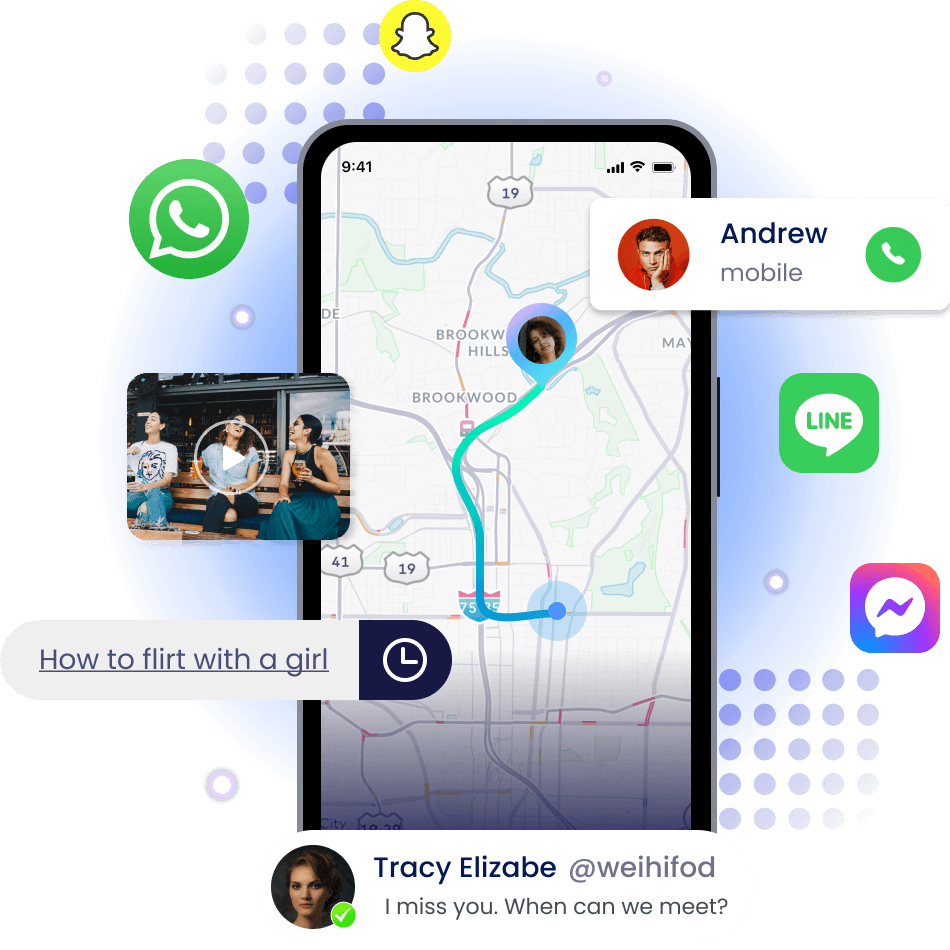 9:41
19
Andrew
mobile
DE
BROOKW
HILLS
MAY
BROOKWOOD
LINE
41
19
75-85
How to flirt with a girl
City
Tracy Elizabe @weihifod
I miss you. When can we meet?